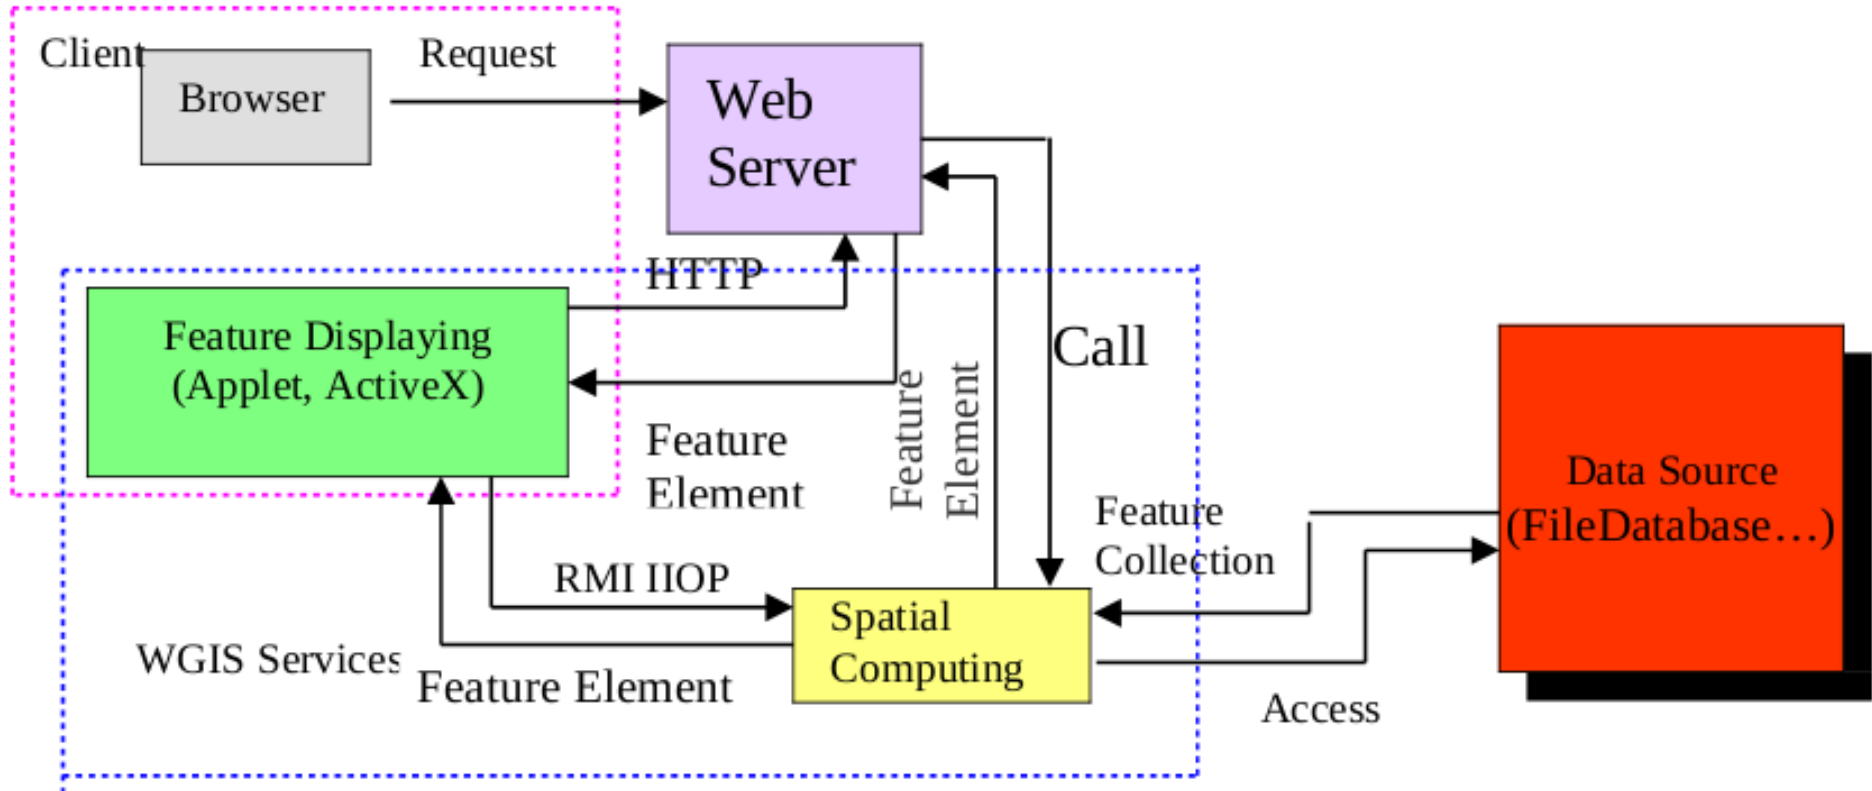 Client
Request
Browser
Web
Server
HTTP
Feature Displaying
(Applet, ActiveX)
Call
Feature
Element
Feature
Element
Feature
Collection
Data Source
(FileDatabase…)
RMI IIOP
Spatial
Computing
WGIS Services
Feature Element
Access